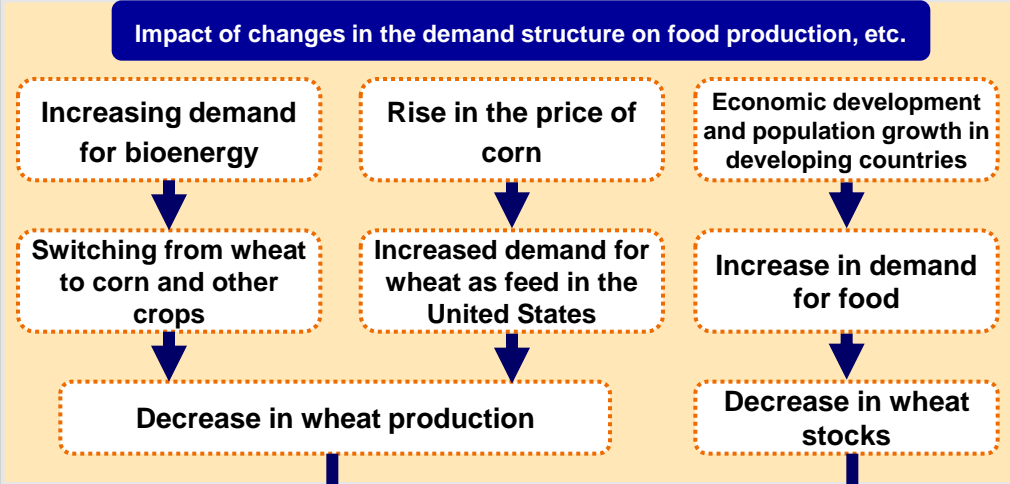 Impact of changes in the demand structure on food production, etc.
Increasing demand
for bioenergy
Rise in the price of
corn
Economic development
and population growth in
developing countries
Switching from wheat
to corn and other
crops
Increased demand for
wheat as feed in the
United States
Increase in demand
for food
Decrease in wheat production
Decrease in wheat
stocks